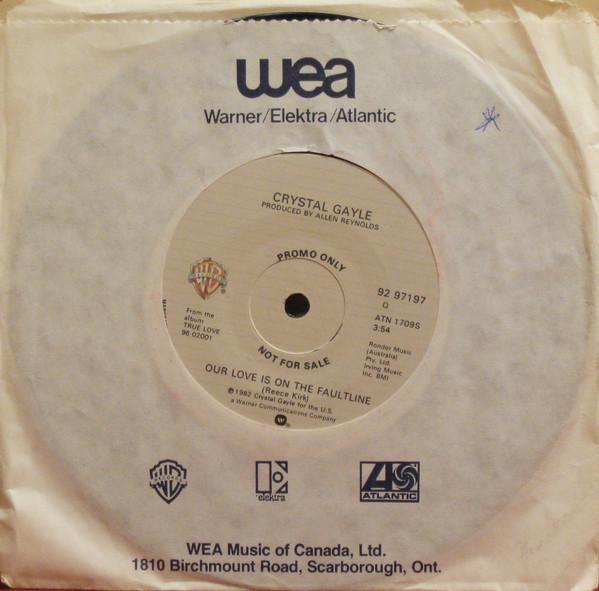 wea
Warner/Elektra/Atlantic
CRYSTAL GAYLE
PRODUCED BY ALLEN REYNOLDS
PROMO ONLY
92 97197
Q
ATN 1709S
3:54
From the
album
TRUE LOVE
96 02001
Rondor Music
(Australia)
Pty. Ltd.
Irving Music
Inc. BMI
NOT FOR SALE
OUR LOVE IS ON THE FAULTLINE
(Reece Kirk)
℗ 1982 Crystal Gayle for the U.S.
a Warner Communications Company
elektra
ATLANTIC
WEA Music of Canada, Ltd.
1810 Birchmount Road, Scarborough, Ont.